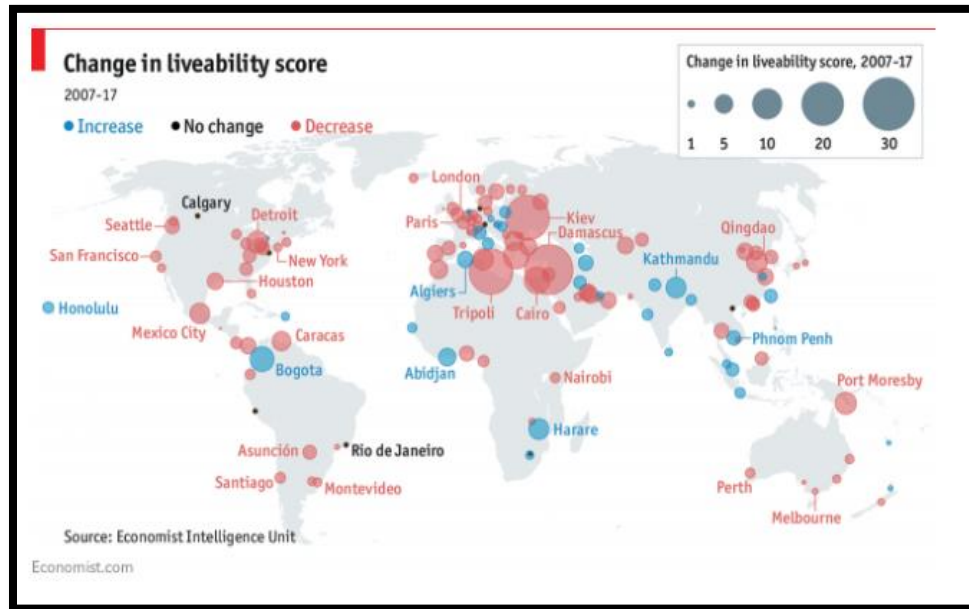 Change in liveability score
2007-17
Increase No change Decrease
Change in liveability score, 2007-17
1 5 10 20 30
London
Calgary
Seattle
Detroit
Paris
Kiev
Damascus
Qingdao
San Francisco
New York
Kathmandu
Houston
Algiers
Honolulu
Tripoli
Cairo
Mexico City
Caracas
Phnom Penh
Bogota
Abidjan
Nairobi
Port Moresby
Harare
Asunción
Rio de Janeiro
Santiago
Montevideo
Perth
Melbourne
Source: Economist Intelligence Unit
Economist.com